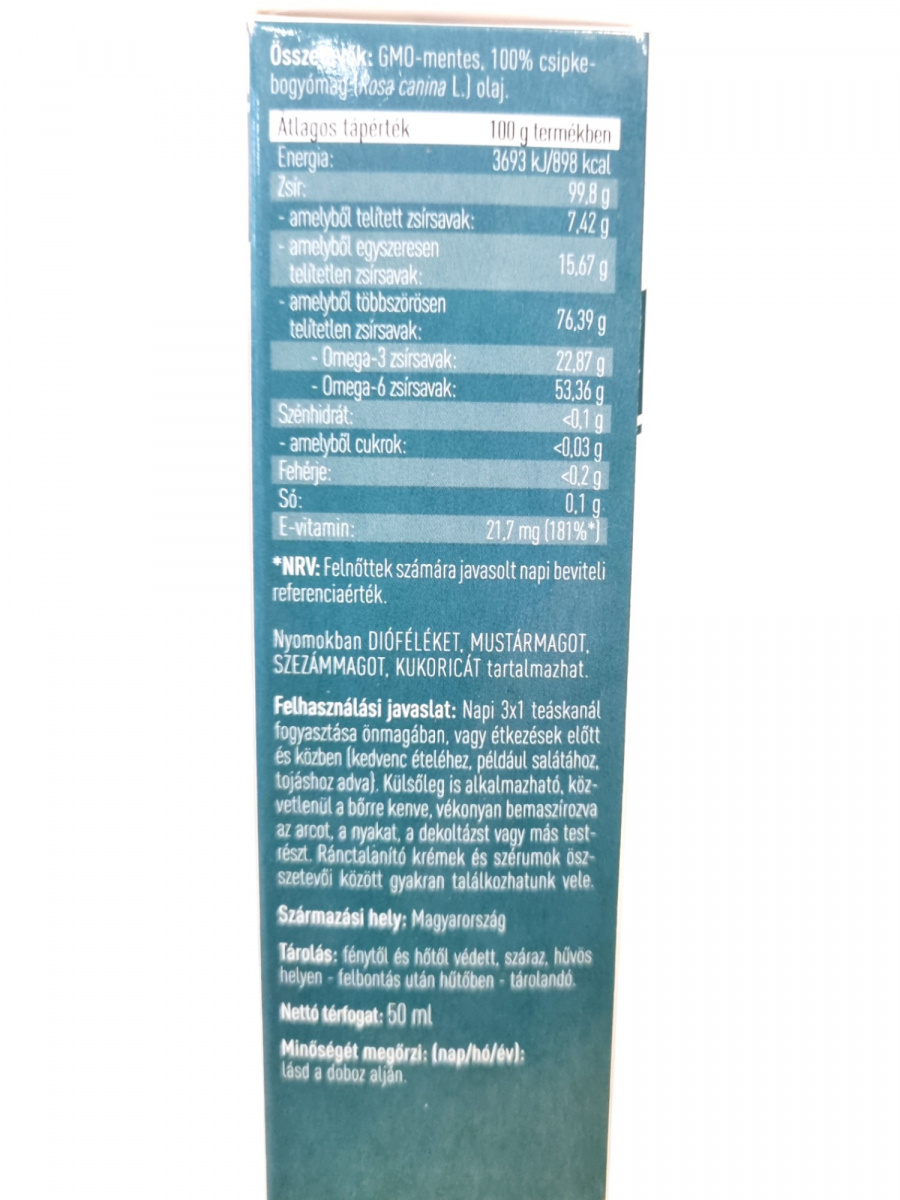 Összetevők: GMO-mentes, 100% csipke-
bogyómag-(Rosa canina L.) olaj.
Átlagos tápérték 100 g termékben
Energia: 3693 kJ/898 kcal
Zsír: 99,8 g
- amelyből telített zsírsavak: 7,42 g
- amelyből egyszeresen
telítetlen zsírsavak: 15,67 g
- amelyből többszörösen
telítetlen zsírsavak: 76,39 g
- Omega-3 zsírsavak: 22,87 g
- Omega-6 zsírsavak: 53,36 g
Szénhidrát: <0,1 g
- amelyből cukrok: <0,03 g
Fehérje: <0,2 g
Só: 0,1 g
E-vitamin: 21,7 mg (181%*)
*NRV: Felnőttek számára javasolt napi beviteli
referenciaérték.
Nyomokban DIÓFÉLÉKET, MUSTÁRMAGOT,
SZEZÁMMAGOT, KUKORICÁT tartalmazhat.
Felhasználási javaslat: Napi 3x1 teáskanál
fogyasztása önmagában, vagy étkezések előtt
és közben (kedvenc ételéhez, például salátához,
tojáshoz adva). Külsőleg is alkalmazható, köz-
vetlenül a bőrre kenve, vékonyan bemaszírozva
az arcot, a nyakat, a dekoltázst vagy más test-
részt. Ránctalanító krémek és szérumok ösz-
szetevői között gyakran találkozhatunk vele.
Származási hely: Magyarország
Tárolás: fénytől és hőtől védett, száraz, hűvös
helyen - felbontás után hűtőben - tárolandó.
Nettó térfogat: 50 ml
Minőségét megőrzi: (nap/hó/év):
lásd a doboz alján.